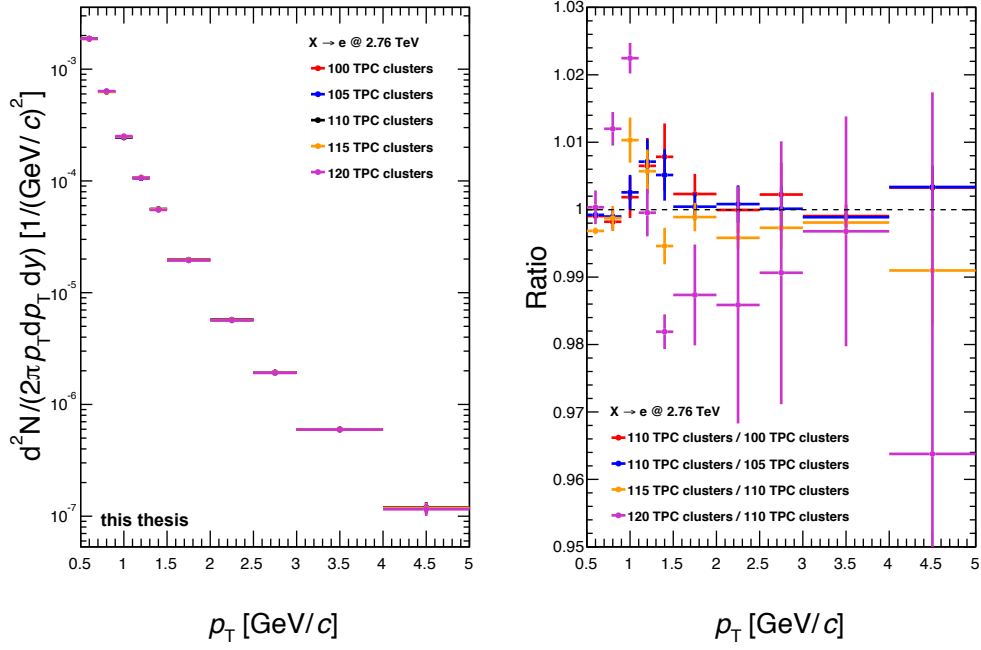 d²N/(2πp_T dp_T dy) [1/(GeV/c)²]
10⁻³
10⁻⁴
10⁻⁵
10⁻⁶
10⁻⁷
X → e @ 2.76 TeV
100 TPC clusters
105 TPC clusters
110 TPC clusters
115 TPC clusters
120 TPC clusters
this thesis
0.5 1 1.5 2 2.5 3 3.5 4 4.5 5
p_T [GeV/c]
Ratio
1.03
1.02
1.01
1
0.99
0.98
0.97
0.96
0.95
X → e @ 2.76 TeV
110 TPC clusters / 100 TPC clusters
110 TPC clusters / 105 TPC clusters
115 TPC clusters / 110 TPC clusters
120 TPC clusters / 110 TPC clusters
0.5 1 1.5 2 2.5 3 3.5 4 4.5 5
p_T [GeV/c]